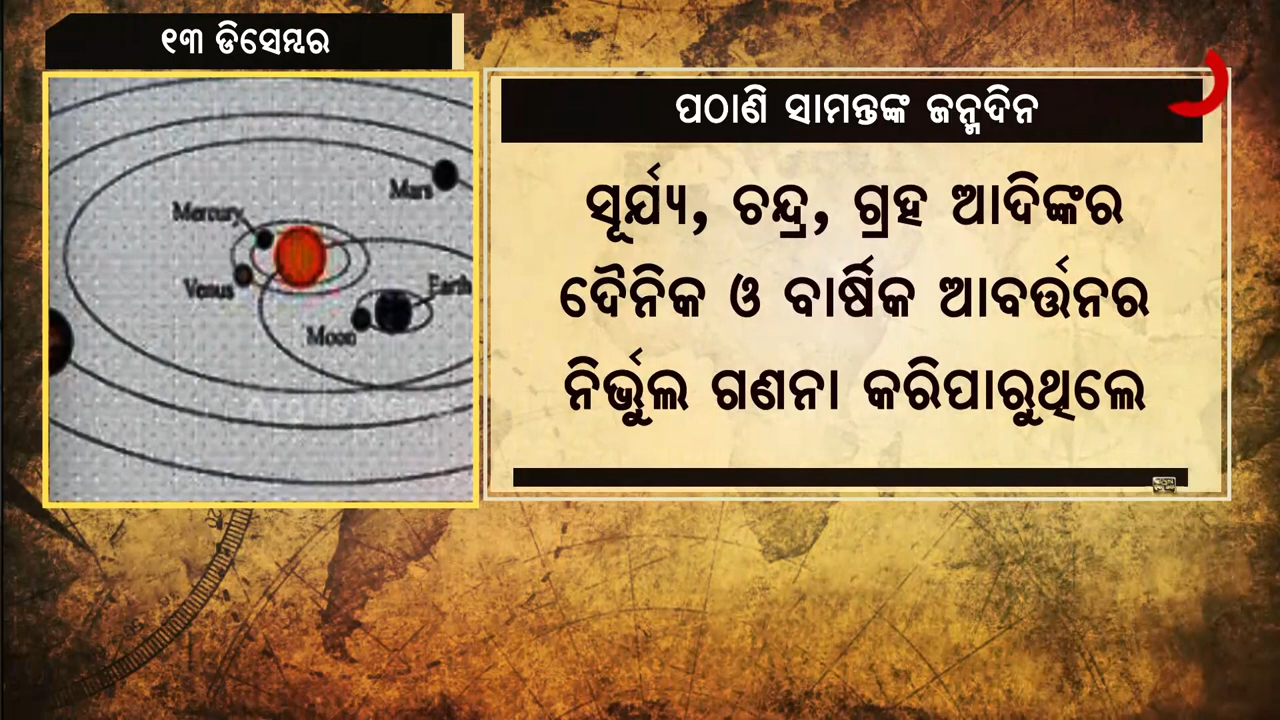 ୧୩ ଡିସେମ୍ବର
ପଠାଣି ସାମନ୍ତଙ୍କ ଜନ୍ମଦିନ
ସୂର୍ଯ୍ୟ, ଚନ୍ଦ୍ର, ଗ୍ରହ ଆଦିଙ୍କର
ଦୈନିକ ଓ ବାର୍ଷିକ ଆବର୍ତ୍ତନର
ନିର୍ଭୁଲ ଗଣନା କରିପାରୁଥିଲେ
Mars
Mercury
Venus
Earth
Moon